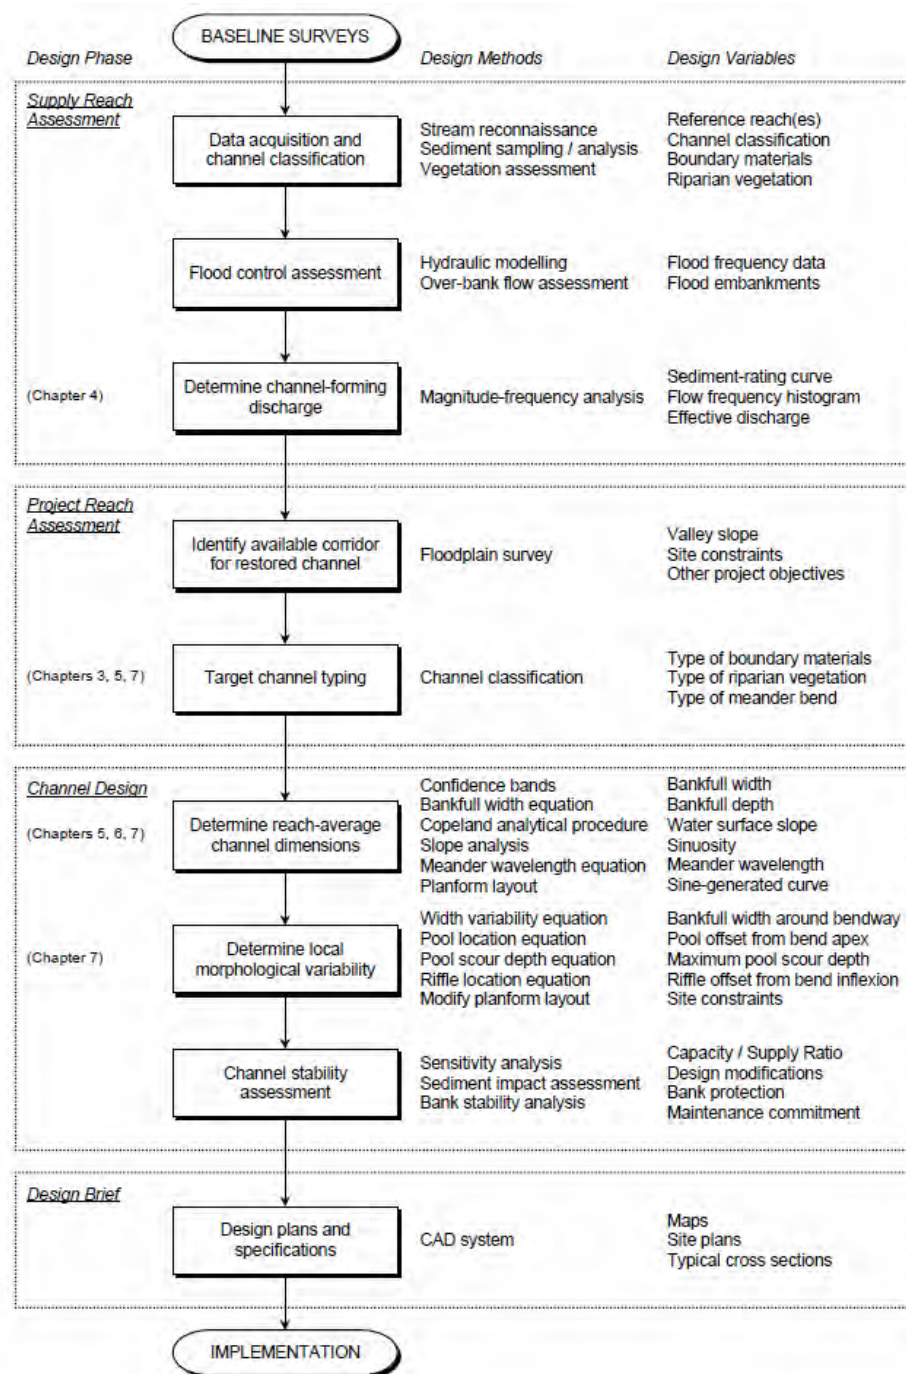 BASELINE SURVEYS
Design Phase
Design Methods
Design Variables
Supply Reach
Assessment
Data acquisition and
channel classification
Stream reconnaissance
Sediment sampling / analysis
Vegetation assessment
Reference reach(es)
Channel classification
Boundary materials
Riparian vegetation
Flood control assessment
Hydraulic modelling
Over-bank flow assessment
Flood frequency data
Flood embankments
(Chapter 4)
Determine channel-forming
discharge
Magnitude-frequency analysis
Sediment-rating curve
Flow frequency histogram
Effective discharge
Project Reach
Assessment
Identify available corridor
for restored channel
Floodplain survey
Valley slope
Site constraints
Other project objectives
(Chapters 3, 5, 7)
Target channel typing
Channel classification
Type of boundary materials
Type of riparian vegetation
Type of meander bend
Channel Design
(Chapters 5, 6, 7)
Determine reach-average
channel dimensions
Confidence bands
Bankfull width equation
Copeland analytical procedure
Slope analysis
Meander wavelength equation
Planform layout
Bankfull width
Bankfull depth
Water surface slope
Sinuosity
Meander wavelength
Sine-generated curve
(Chapter 7)
Determine local
morphological variability
Width variability equation
Pool location equation
Pool scour depth equation
Riffle location equation
Modify planform layout
Bankfull width around bendway
Pool offset from bend apex
Maximum pool scour depth
Riffle offset from bend inflexion
Site constraints
Channel stability
assessment
Sensitivity analysis
Sediment impact assessment
Bank stability analysis
Capacity / Supply Ratio
Design modifications
Bank protection
Maintenance commitment
Design Brief
Design plans and
specifications
CAD system
Maps
Site plans
Typical cross sections
IMPLEMENTATION